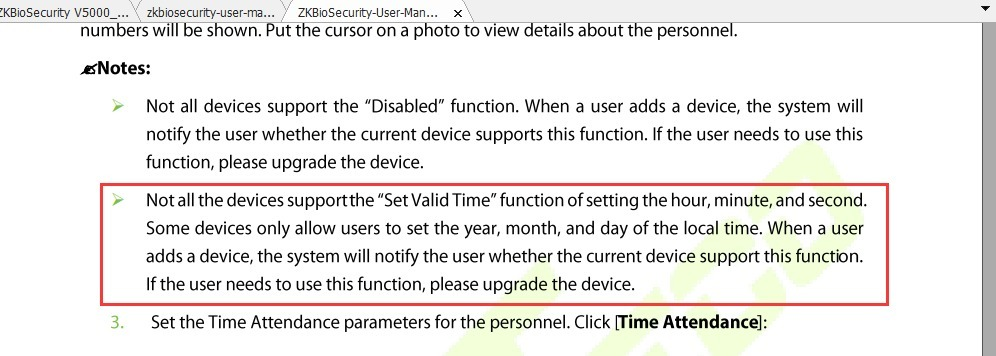 ZKBioSecurity V5000_...
zkbiosecurity-user-ma...
ZKBioSecurity-User-Man...
numbers will be shown. Put the cursor on a photo to view details about the personnel.
Notes:
Not all devices support the “Disabled” function. When a user adds a device, the system will
notify the user whether the current device supports this function. If the user needs to use this
function, please upgrade the device.
Not all the devices support the “Set Valid Time” function of setting the hour, minute, and second.
Some devices only allow users to set the year, month, and day of the local time. When a user
adds a device, the system will notify the user whether the current device support this function.
If the user needs to use this function, please upgrade the device.
3. Set the Time Attendance parameters for the personnel. Click [Time Attendance]: